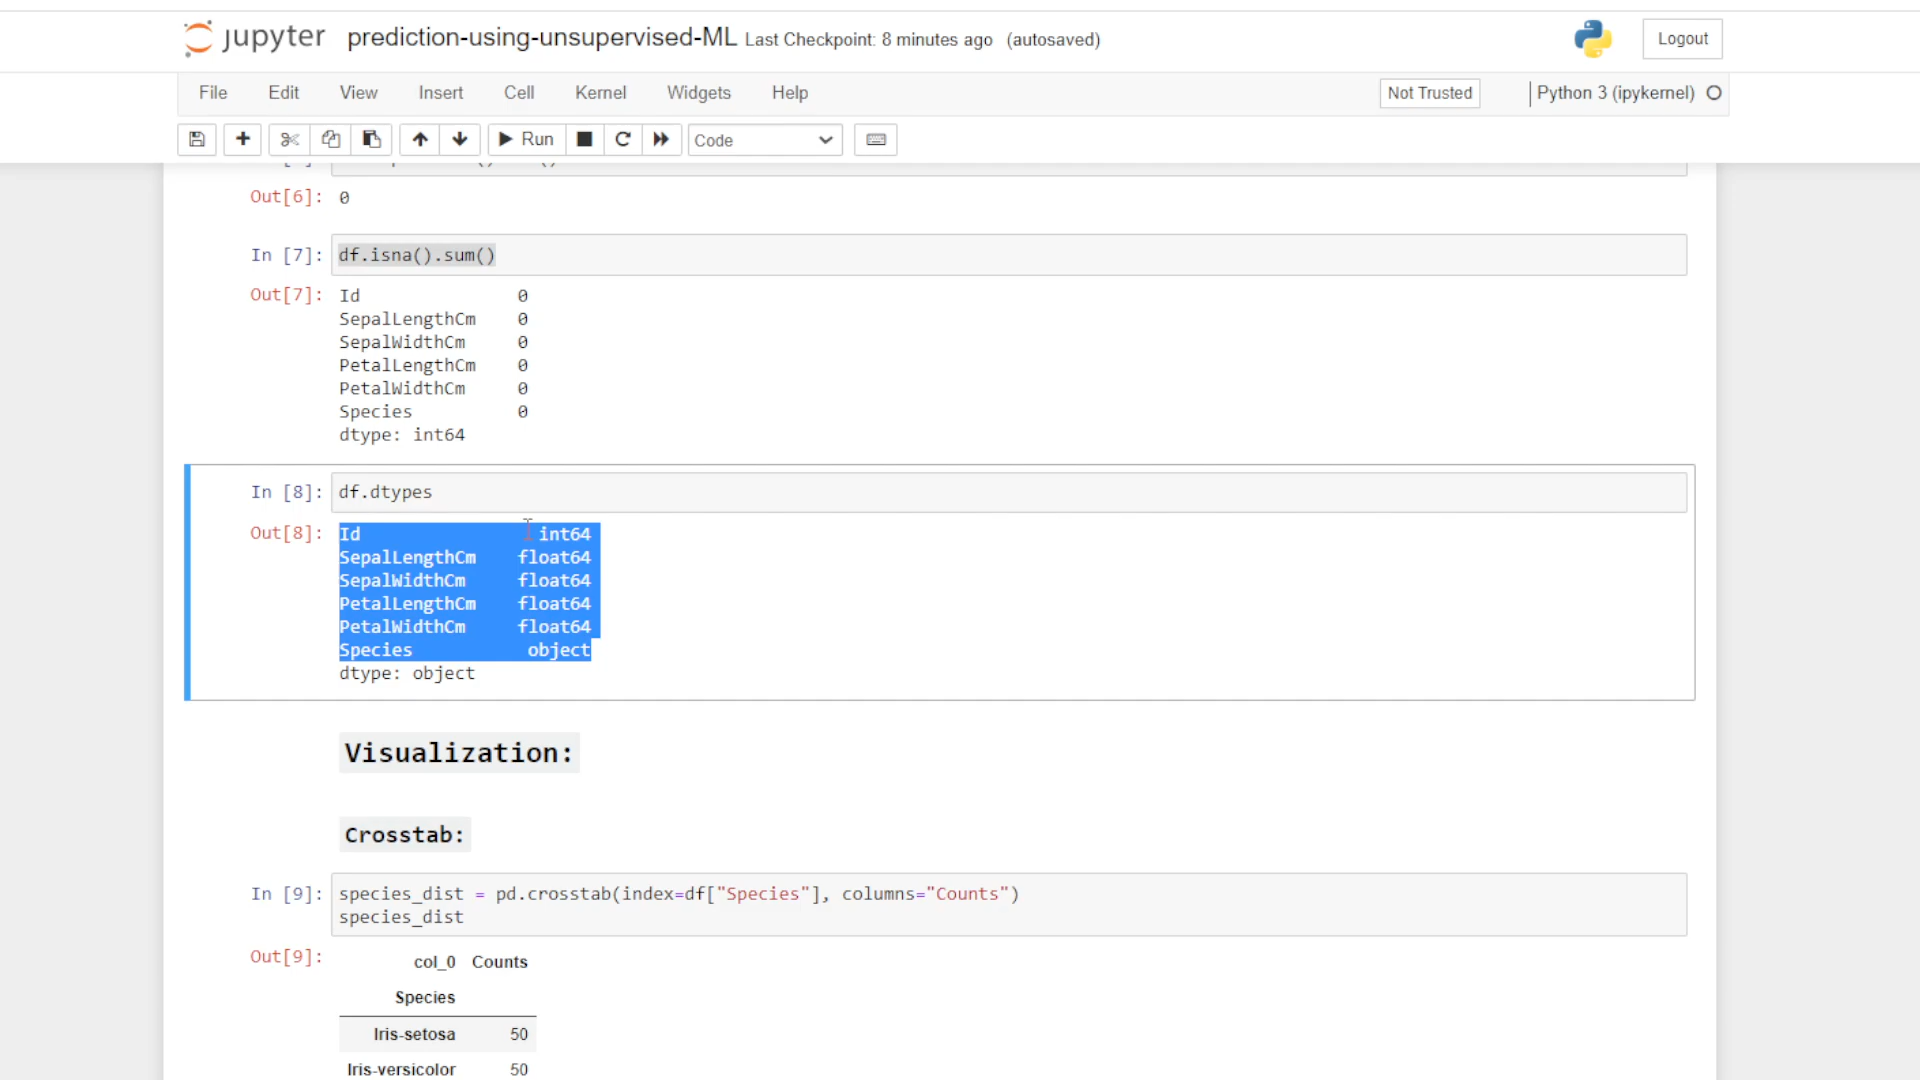 jupyter prediction-using-unsupervised-ML Last Checkpoint: 8 minutes ago (autosaved) Logout
File Edit View Insert Cell Kernel Widgets Help Not Trusted Python 3 (ipykernel)
Run Code
Out[6]: 0
In [7]: df.isna().sum()
Out[7]: Id 0
SepalLengthCm 0
SepalWidthCm 0
PetalLengthCm 0
PetalWidthCm 0
Species 0
dtype: int64
In [8]: df.dtypes
Out[8]: Id int64
SepalLengthCm float64
SepalWidthCm float64
PetalLengthCm float64
PetalWidthCm float64
Species object
dtype: object
Visualization:
Crosstab:
In [9]: species_dist = pd.crosstab(index=df["Species"], columns="Counts")
species_dist
Out[9]:
col_0 Counts
Species
Iris-setosa 50
Iris-versicolor 50